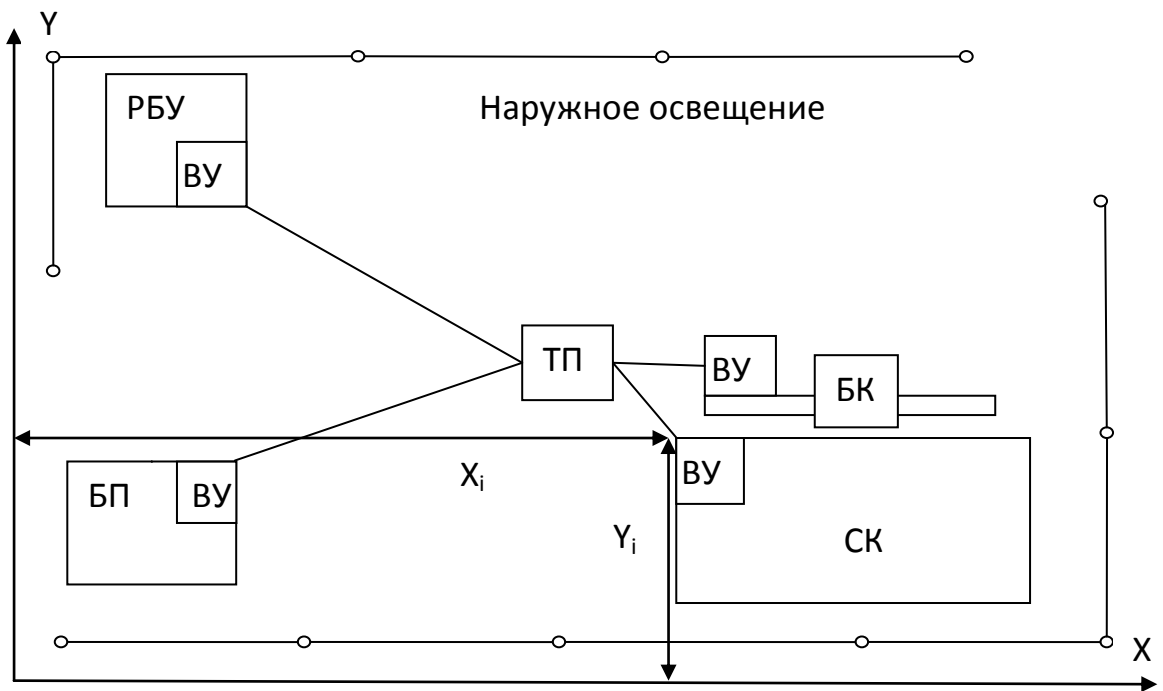 Y
РБУ
Наружное освещение
ВУ
ТП
ВУ
БК
БП
ВУ
Xi
ВУ
Yi
СК
X